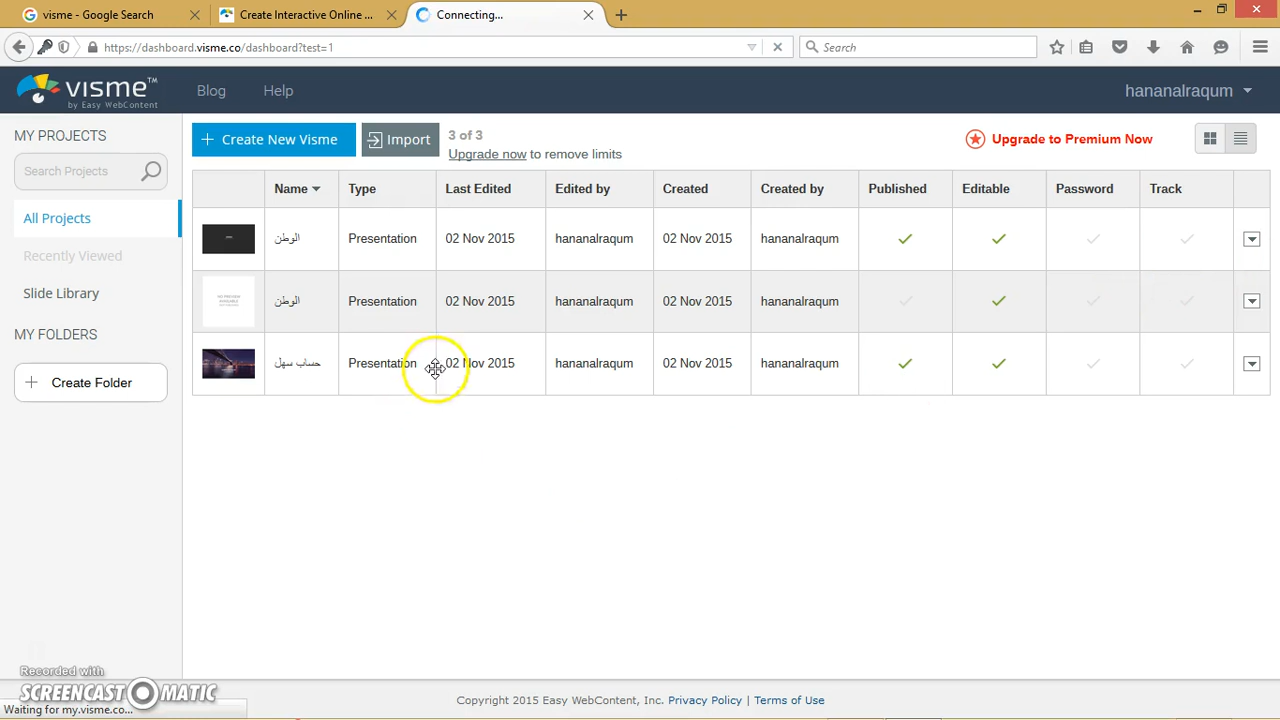 visme - Google Search
Create Interactive Online ...
Connecting...
https://dashboard.visme.co/dashboard?test=1
Search
visme™
by Easy WebContent
Blog
Help
hananalraqum
MY PROJECTS
Search Projects
All Projects
Recently Viewed
Slide Library
MY FOLDERS
+ Create Folder
+ Create New Visme
Import
3 of 3
Upgrade now to remove limits
Upgrade to Premium Now
Name Type Last Edited Edited by Created Created by Published Editable Password Track
الوطن Presentation 02 Nov 2015 hananalraqum 02 Nov 2015 hananalraqum
NO PREVIEW
AVAILABLE
الوطن Presentation 02 Nov 2015 hananalraqum 02 Nov 2015 hananalraqum
حساب سهل Presentation 02 Nov 2015 hananalraqum 02 Nov 2015 hananalraqum
Recorded with
SCREENCAST MATIC
Waiting for my.visme.co...
Copyright 2015 Easy WebContent, Inc. Privacy Policy | Terms of Use